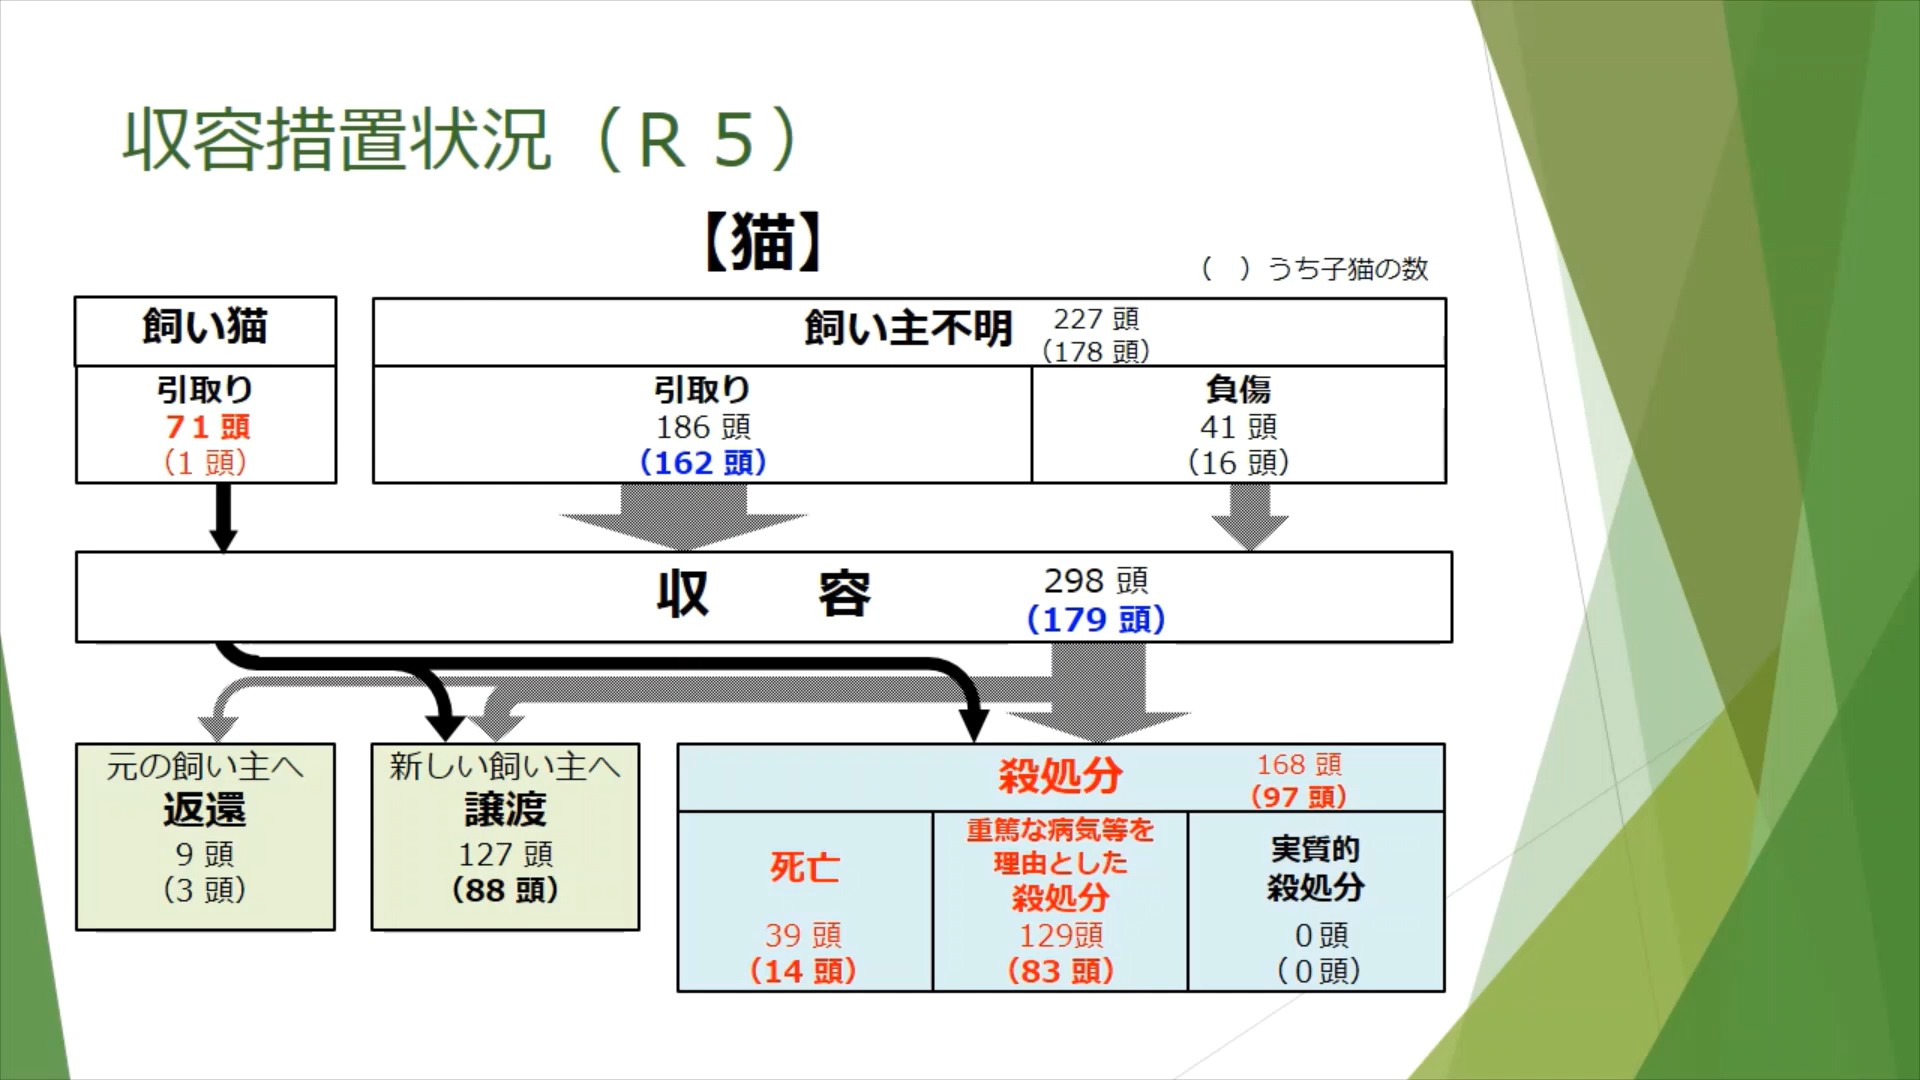 収容措置状況（Ｒ５）
【猫】
（　）うち子猫の数
飼い猫
引取り
７１頭
（1 頭）
飼い主不明
227 頭
（178 頭）
引取り
186 頭
（162 頭）
負傷
41 頭
（16 頭）
収　容
298 頭
（179 頭）
元の飼い主へ
返還
9 頭
（3 頭）
新しい飼い主へ
譲渡
127 頭
（88 頭）
殺処分
168 頭
（97 頭）
死亡
39 頭
（14 頭）
重篤な病気等を
理由とした
殺処分
129頭
（83 頭）
実質的
殺処分
０頭
（０頭）